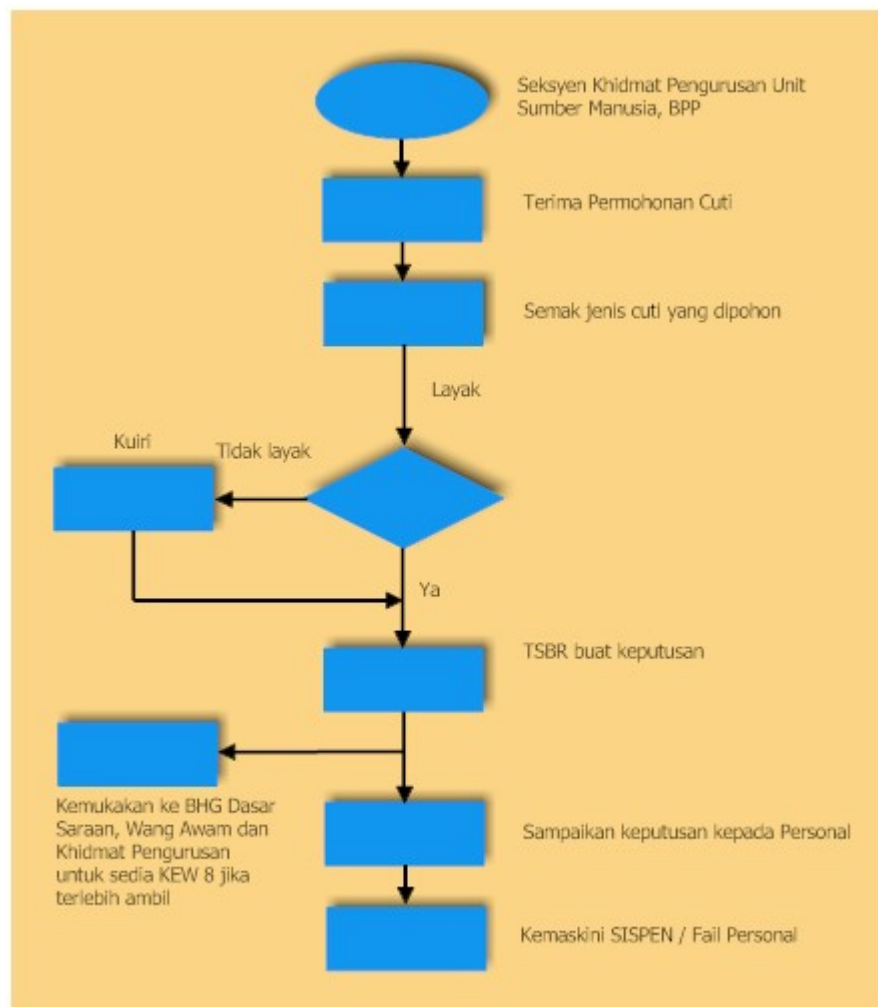 Seksyen Khidmat Pengurusan Unit
Sumber Manusia, BPP
Terima Permohonan Cuti
Semak jenis cuti yang dipohon
Layak
Kuiri
Tidak layak
Ya
TSBR buat keputusan
Kemukakan ke BHG Dasar
Saraan, Wang Awam dan
Khidmat Pengurusan
untuk sedia KEW 8 jika
terlebih ambil
Sampaikan keputusan kepada Personal
Kemaskini SISPEN / Fail Personal